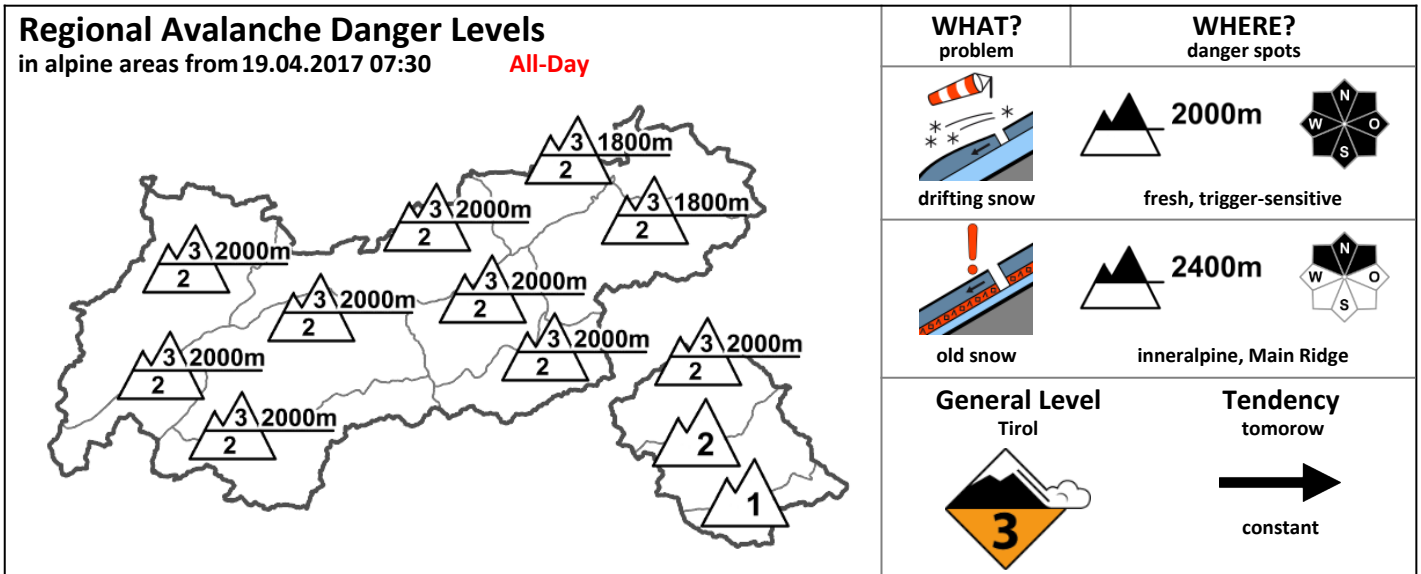 Regional Avalanche Danger Levels
in alpine areas from 19.04.2017 07:30 All-Day
3 1800m
2
3 1800m
2
3 2000m
2
3 2000m
2
3 2000m
2
3 2000m
2
3 2000m
2
3 2000m
2
3 2000m
2
3 2000m
2
2
1
WHAT?
problem
WHERE?
danger spots
drifting snow
2000m
N
W O
S
fresh, trigger-sensitive
old snow
2400m
N
W O
S
inneralpine, Main Ridge
General Level
Tirol
3
Tendency
tomorow
constant